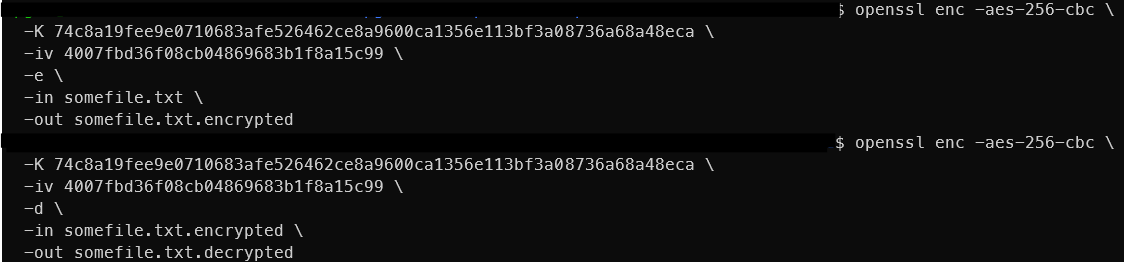 $ openssl enc -aes-256-cbc \
-K 74c8a19fee9e0710683afe526462ce8a9600ca1356e113bf3a08736a68a48eca \
-iv 4007fbd36f08cb04869683b1f8a15c99 \
-e \
-in somefile.txt \
-out somefile.txt.encrypted
$ openssl enc -aes-256-cbc \
-K 74c8a19fee9e0710683afe526462ce8a9600ca1356e113bf3a08736a68a48eca \
-iv 4007fbd36f08cb04869683b1f8a15c99 \
-d \
-in somefile.txt.encrypted \
-out somefile.txt.decrypted